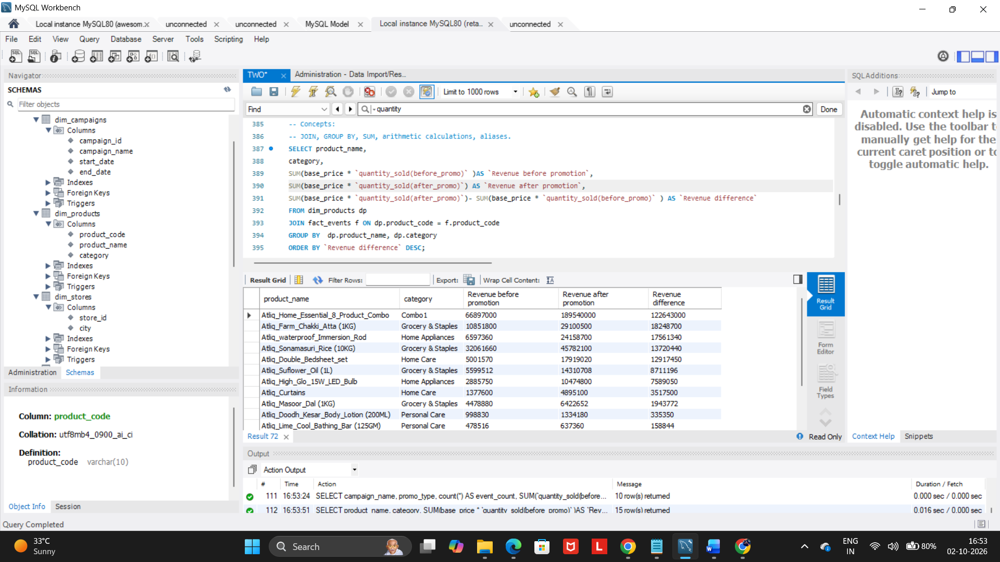 MySQL Workbench
Local instance MySQL80 (awesom...
unconnected
unconnected
MySQL Model
Local instance MySQL80 (reta...
unconnected
File Edit View Query Database Server Tools Scripting Help
Navigator
SCHEMAS
Filter objects
dim_campaigns
Columns
campaign_id
campaign_name
start_date
end_date
Indexes
Foreign Keys
Triggers
dim_products
Columns
product_code
product_name
category
Indexes
Foreign Keys
Triggers
dim_stores
Columns
store_id
city
Indexes
Foreign Keys
Triggers
Administration Schemas
Information
Column: product_code
Collation: utf8mb4_0900_ai_ci
Definition:
product_code varchar(10)
Object Info Session
TWO*
Administration - Data Import/Res...
Limit to 1000 rows
Find
quantity
Done
385 -- Concepts:
386 -- JOIN, GROUP BY, SUM, arithmetic calculations, aliases.
387 SELECT product_name,
388 category,
389 SUM(base_price * `quantity_sold(before_promo)` )AS `Revenue before promotion`,
390 SUM(base_price * `quantity_sold(after_promo)`) AS `Revenue after promotion`,
391 SUM(base_price * `quantity_sold(after_promo)`)- SUM(base_price * `quantity_sold(before_promo)` ) AS `Revenue difference`
392 FROM dim_products dp
393 JOIN fact_events f ON dp.product_code = f.product_code
394 GROUP BY dp.product_name, dp.category
395 ORDER BY `Revenue difference` DESC;
Result Grid Filter Rows: Export: Wrap Cell Content:
product_name category Revenue before promotion Revenue after promotion Revenue difference
Atliq_Home_Essential_8_Product_Combo Combo1 66897000 189540000 122643000
Atliq_Farm_Chakki_Atta (1KG) Grocery & Staples 10851800 29100500 18248700
Atliq_waterproof_Immersion_Rod Home Appliances 6597360 24158700 17561340
Atliq_Sonamasuri_Rice (10KG) Grocery & Staples 32061660 45782100 13720440
Atliq_Double_Bedsheet_set Home Care 5001570 17919020 12917450
Atliq_Suflower_Oil (1L) Grocery & Staples 5599512 14310708 8711196
Atliq_High_Glo_15W_LED_Bulb Home Appliances 2885750 10474800 7589050
Atliq_Curtains Home Care 1377600 4895100 3517500
Atliq_Masoor_Dal (1KG) Grocery & Staples 4478880 6422652 1943772
Atliq_Doodh_Kesar_Body_Lotion (200ML) Personal Care 998830 1334180 335350
Atliq_Lime_Cool_Bathing_Bar (125GM) Personal Care 478516 637360 158844
Result 72
Read Only
Result Grid
Form Editor
Field Types
Output
Action Output
# Time Action Message Duration / Fetch
111 16:53:24 SELECT campaign_name, promo_type, count(*) AS event_count, SUM(`quantity_sold(before... 10 row(s) returned 0.000 sec / 0.000 sec
112 16:53:51 SELECT product_name, category, SUM(base_price * `quantity_sold(before_promo)` )AS `Rev... 15 row(s) returned 0.016 sec / 0.000 sec
SQLAdditions
Jump to
Automatic context help is
disabled. Use the toolbar t
manually get help for the
current caret position or to
toggle automatic help.
Context Help Snippets
Query Completed
33°C
Sunny
Search
ENG
IN
80%
16:53
02-10-2026